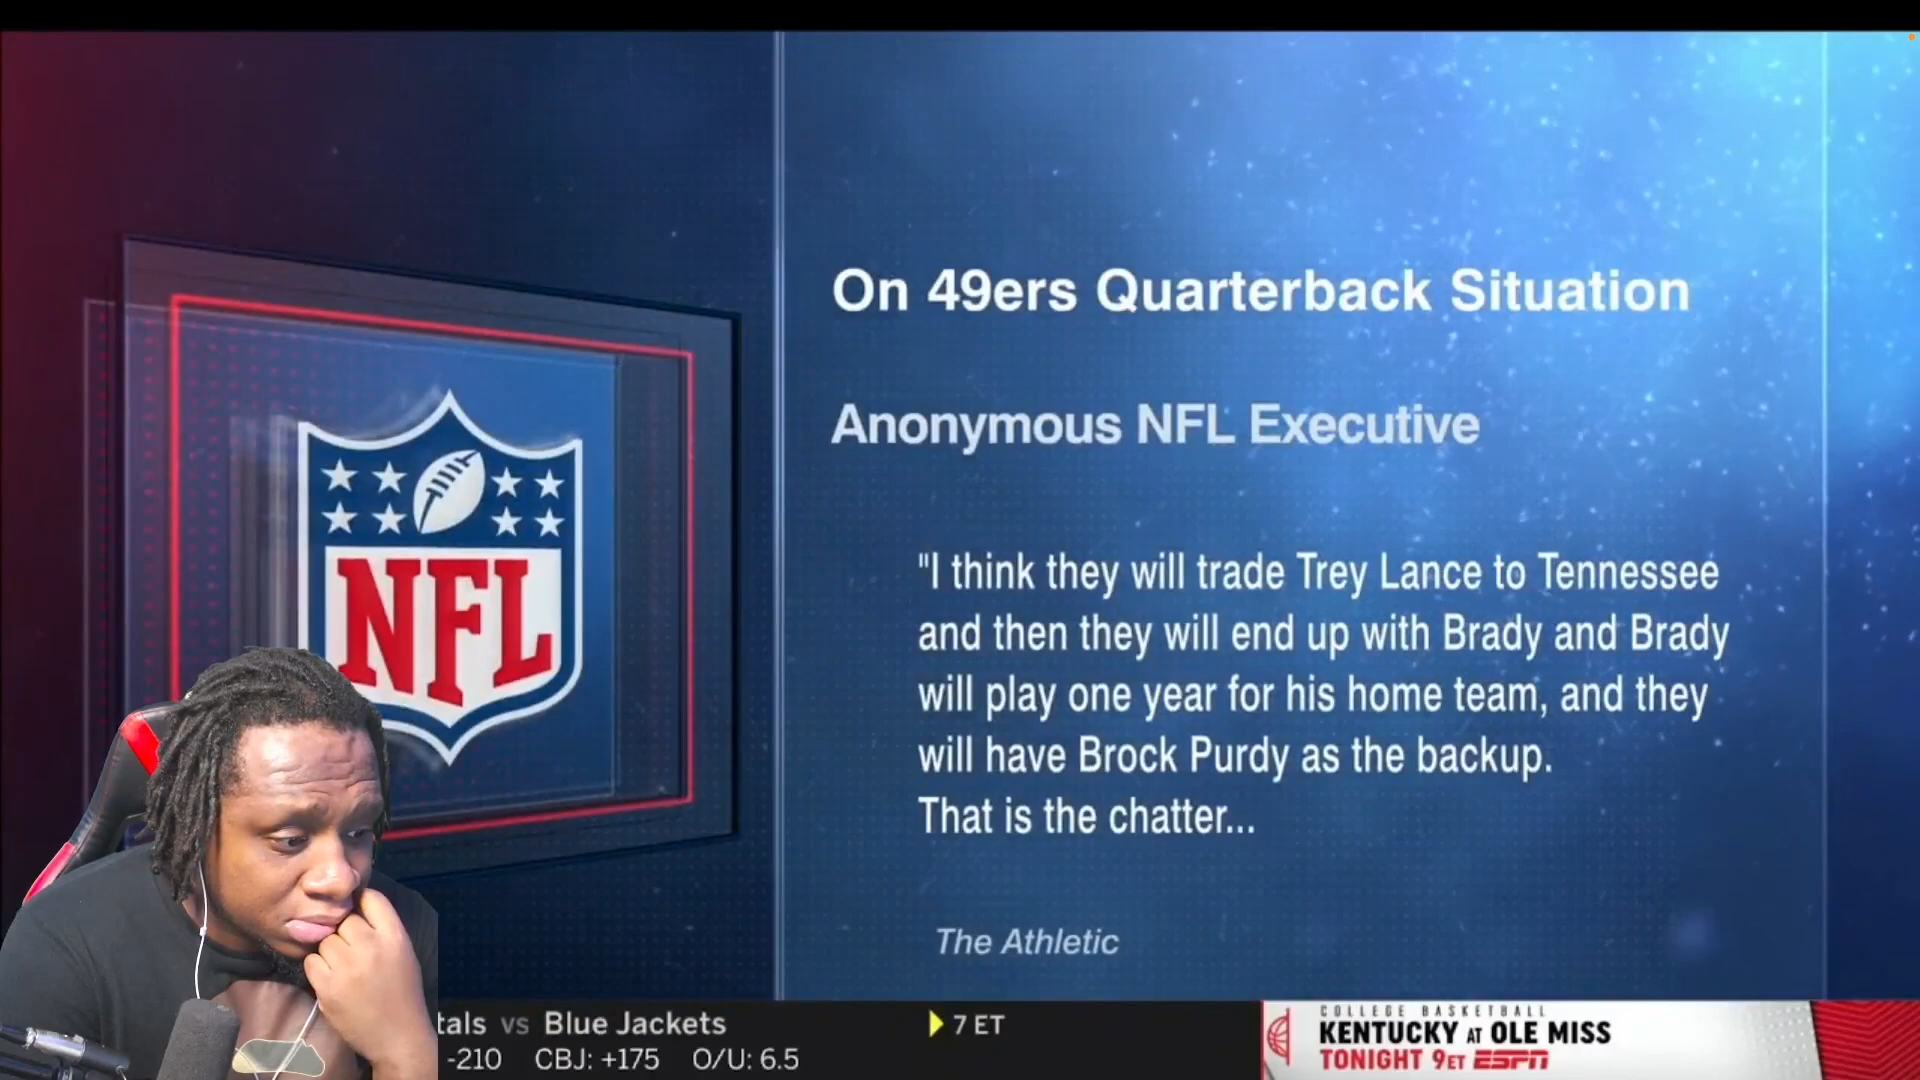 On 49ers Quarterback Situation
Anonymous NFL Executive
"I think they will trade Trey Lance to Tennessee
and then they will end up with Brady and Brady
will play one year for his home team, and they
will have Brock Purdy as the backup.
That is the chatter...
The Athletic
NFL
tals vs Blue Jackets
7 ET
-210 CBJ: +175 O/U: 6.5
COLLEGE BASKETBALL
KENTUCKY AT OLE MISS
TONIGHT 9ET ESPN